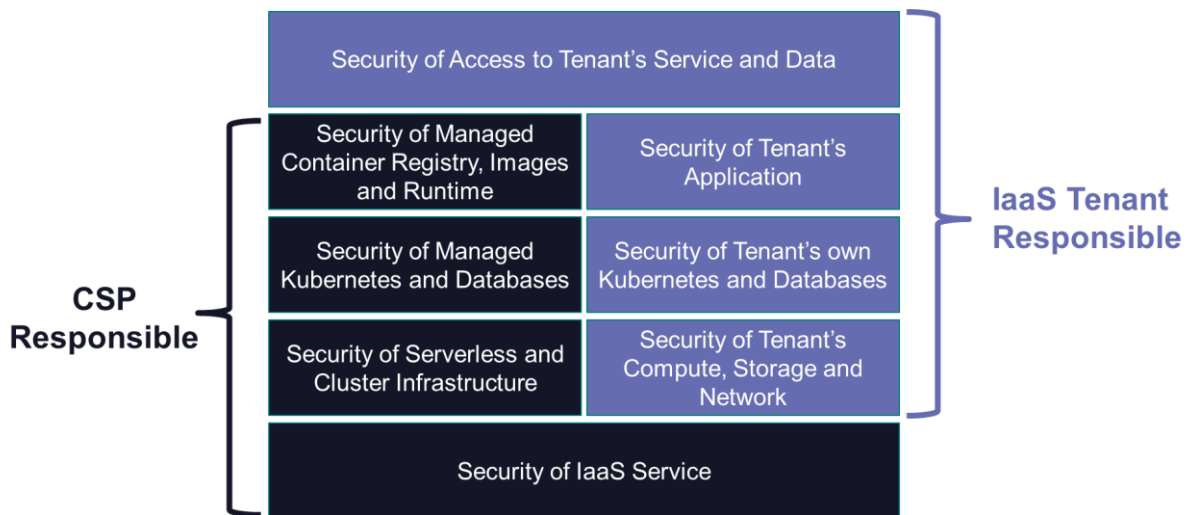 Security of Access to Tenant's Service and Data
Security of Managed
Container Registry, Images
and Runtime
Security of Tenant's
Application
Security of Managed
Kubernetes and Databases
Security of Tenant's own
Kubernetes and Databases
Security of Serverless and
Cluster Infrastructure
Security of Tenant's
Compute, Storage and
Network
Security of IaaS Service
CSP
Responsible
IaaS Tenant
Responsible